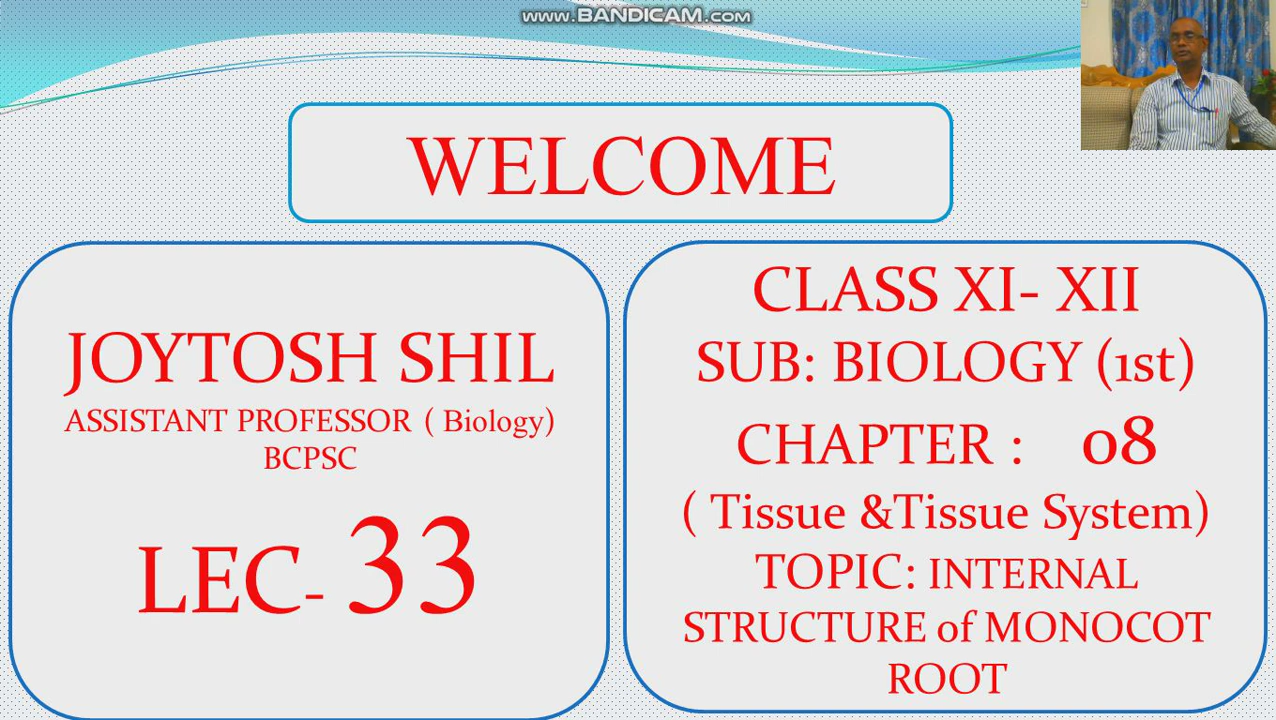 www.BANDICAM.com
WELCOME
JOYTOSH SHIL
ASSISTANT PROFESSOR ( Biology)
BCPSC
LEC- 33
CLASS XI- XII
SUB: BIOLOGY (1st)
CHAPTER : 08
( Tissue &Tissue System)
TOPIC: INTERNAL
STRUCTURE of MONOCOT
ROOT